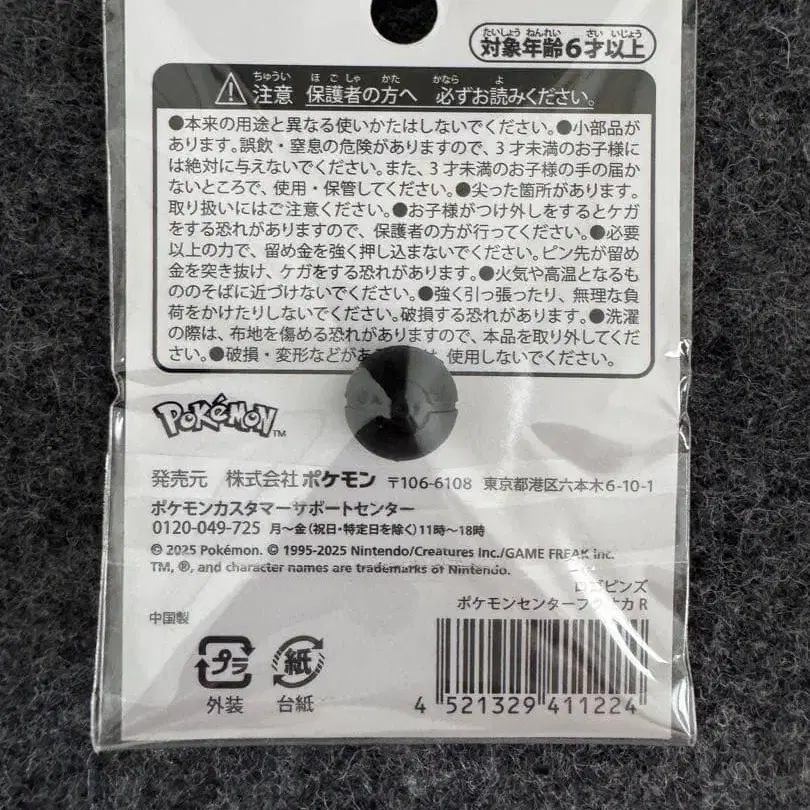 たいしょう ねんれい さい いじょう
対象年齢6才以上
ちゅうい ほごしゃ かた かなら よ
注意 保護者の方へ 必ずお読みください。
●本来の用途と異なる使いかたはしないでください。●小部品が
あります。誤飲・窒息の危険がありますので、3才未満のお子様に
は絶対に与えないでください。また、3才未満のお子様の手の届か
ないところで、使用・保管してください。●尖った箇所があります。
取り扱いにはご注意ください。●お子様がつけ外しをするとケガ
をする恐れがありますので、保護者の方が行ってください。●必要
以上の力で、留め金を強く押し込まないでください。ピン先が留め
金を突き抜け、ケガをする恐れがあります。●火気や高温となるも
ののそばに近づけないでください。●強く引っ張ったり、無理な負
荷をかけたりしないでください。破損する恐れがあります。●洗濯
の際は、布地を傷める恐れがありますので、本品を取り外してくだ
さい。●破損・変形などがあ は、使用しないでください。
POKéMON TM
発売元 株式会社ポケモン 〒106-6108 東京都港区六本木6-10-1
ポケモンカスタマーサポートセンター
0120-049-725 月～金(祝日・特定日を除く)11時～18時
© 2025 Pokémon. © 1995-2025 Nintendo/Creatures Inc./GAME FREAK inc.
TM, ®, and character names are trademarks of Nintendo.
ロゴピンズ
ポケモンセンターフクオカ R
中国製
プラ 紙
外装 台紙
4 521329 411224